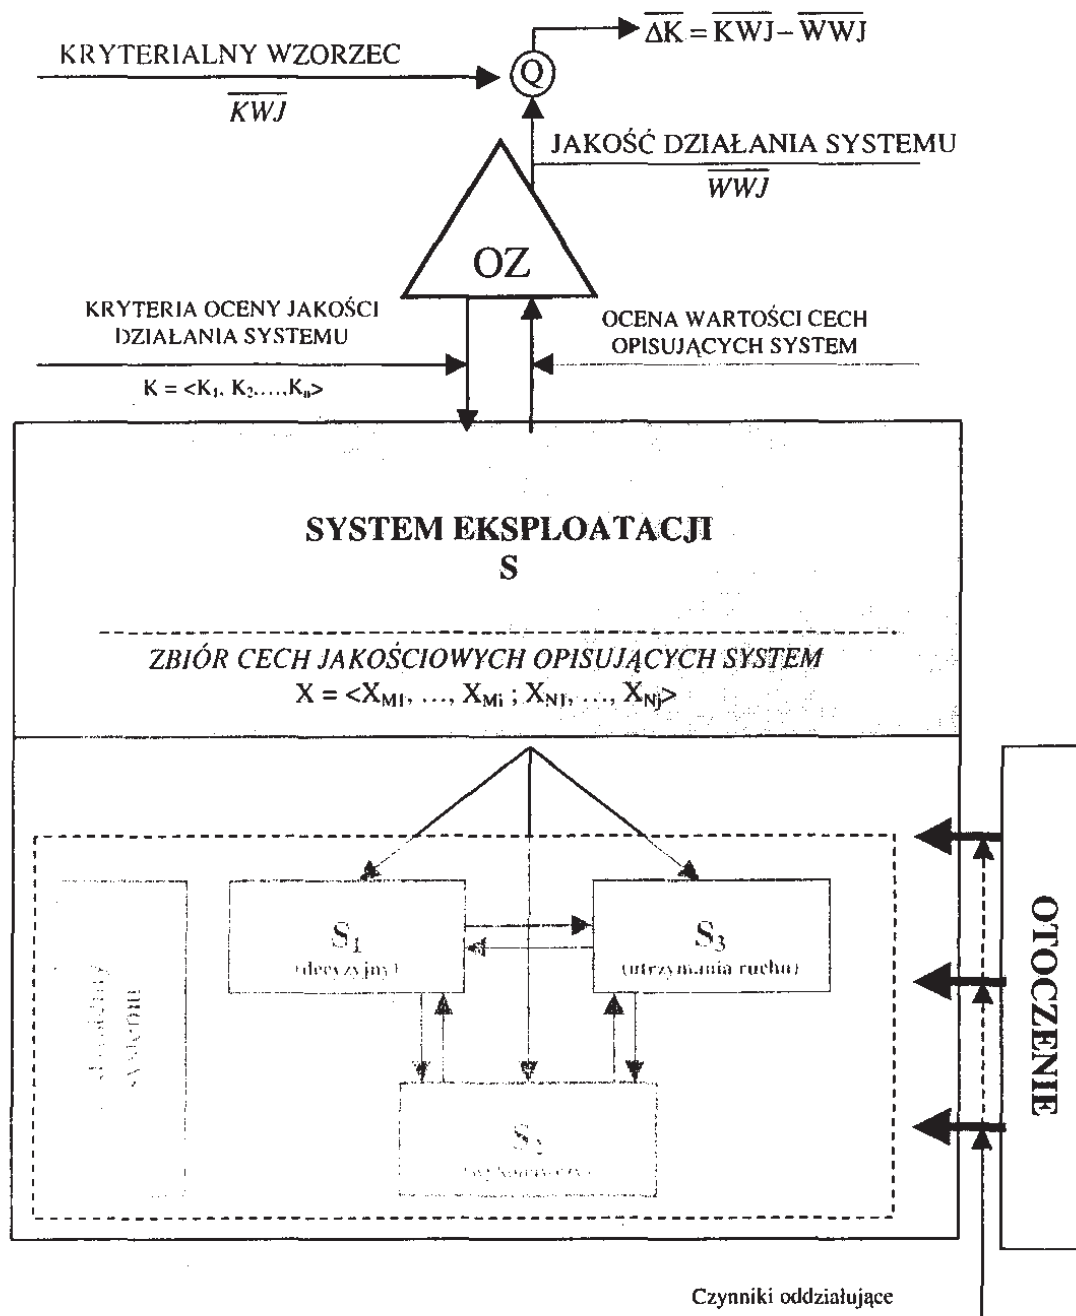 ΔK = KWJ – WWJ
KRYTERIALNY WZORZEC
Q
KWJ
JAKOŚĆ DZIAŁANIA SYSTEMU
WWJ
OZ
KRYTERIA OCENY JAKOŚCI
DZIAŁANIA SYSTEMU
K = <K1, K2,…,Kn>
OCENA WARTOŚCI CECH
OPISUJĄCYCH SYSTEM
SYSTEM EKSPLOATACJI
S
ZBIÓR CECH JAKOŚCIOWYCH OPISUJĄCYCH SYSTEM
X = <XM1, …, XMi ; XN1, …, XNj>
S1
(decyzyjny)
S3
(utrzymania ruchu)
systemu
S2
OTOCZENIE
Czynniki oddziałujące